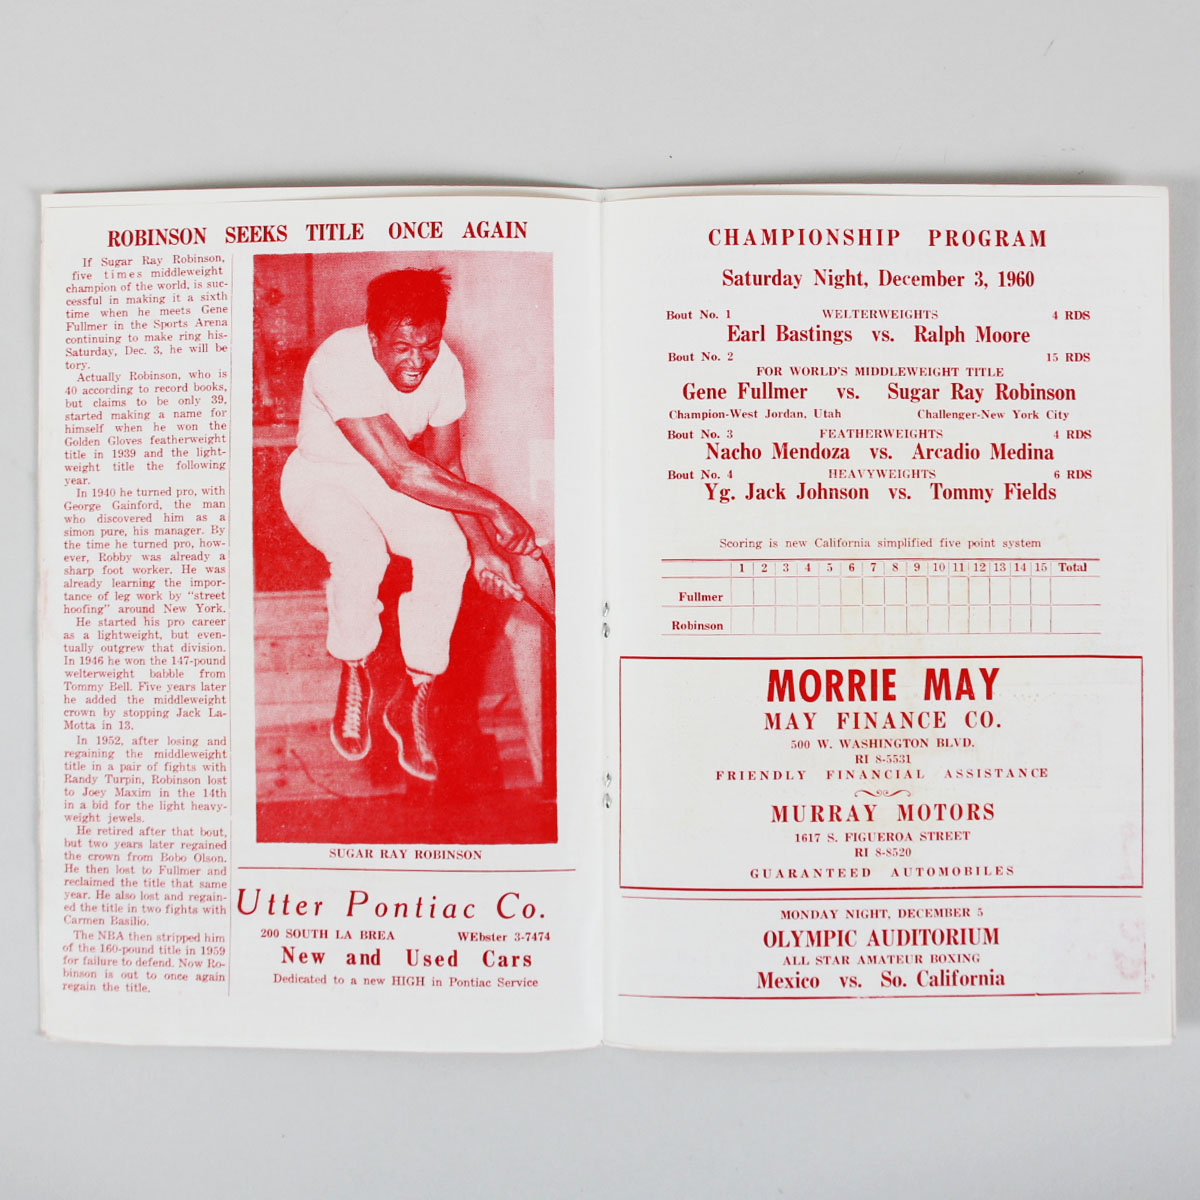 ROBINSON SEEKS TITLE ONCE AGAIN
If Sugar Ray Robinson,
five times middleweight
champion of the world, is suc-
cessful in making it a sixth
time when he meets Gene
Fullmer in the Sports Arena
continuing to make ring his-
Saturday, Dec. 3, he will be
tory.
Actually Robinson, who is
40 according to record books,
but claims to be only 39,
started making a name for
himself when he won the
Golden Gloves featherweight
title in 1939 and the light-
weight title the following
year.
In 1940 he turned pro, with
George Gainford, the man
who discovered him as a
simon pure, his manager. By
the time he turned pro, how-
ever, Robby was already a
sharp foot worker. He was
already learning the impor-
tance of leg work by "street
hoofing" around New York.
He started his pro career
as a lightweight, but even-
tually outgrew that division.
In 1946 he won the 147-pound
welterweight babble from
Tommy Bell. Five years later
he added the middleweight
crown by stopping Jack La-
Motta in 13.
In 1952, after losing and
regaining the middleweight
title in a pair of fights with
Randy Turpin, Robinson lost
to Joey Maxim in the 14th
in a bid for the light heavy-
weight jewels.
He retired after that bout,
but two years later regained
the crown from Bobo Olson.
He then lost to Fullmer and
reclaimed the title that same
year. He also lost and regain-
ed the title in two fights with
Carmen Basilio.
The NBA then stripped him
of the 160-pound title in 1959
for failure to defend. Now Ro-
binson is out to once again
regain the title.
SUGAR RAY ROBINSON
Utter Pontiac Co.
200 SOUTH LA BREA WEbster 3-7474
New and Used Cars
Dedicated to a new HIGH in Pontiac Service
CHAMPIONSHIP PROGRAM
Saturday Night, December 3, 1960
Bout No. 1 WELTERWEIGHTS 4 RDS
Earl Bastings vs. Ralph Moore
Bout No. 2 15 RDS
FOR WORLD'S MIDDLEWEIGHT TITLE
Gene Fullmer vs. Sugar Ray Robinson
Champion-West Jordan, Utah Challenger-New York City
Bout No. 3 FEATHERWEIGHTS 4 RDS
Nacho Mendoza vs. Arcadio Medina
Bout No. 4 HEAVYWEIGHTS 6 RDS
Yg. Jack Johnson vs. Tommy Fields
Scoring is new California simplified five point system
1 2 3 4 5 6 7 8 9 10 11 12 13 14 15 Total
Fullmer
Robinson
MORRIE MAY
MAY FINANCE CO.
500 W. WASHINGTON BLVD.
RI 8-5531
FRIENDLY FINANCIAL ASSISTANCE
MURRAY MOTORS
1617 S. FIGUEROA STREET
RI 8-8520
GUARANTEED AUTOMOBILES
MONDAY NIGHT, DECEMBER 5
OLYMPIC AUDITORIUM
ALL STAR AMATEUR BOXING
Mexico vs. So. California